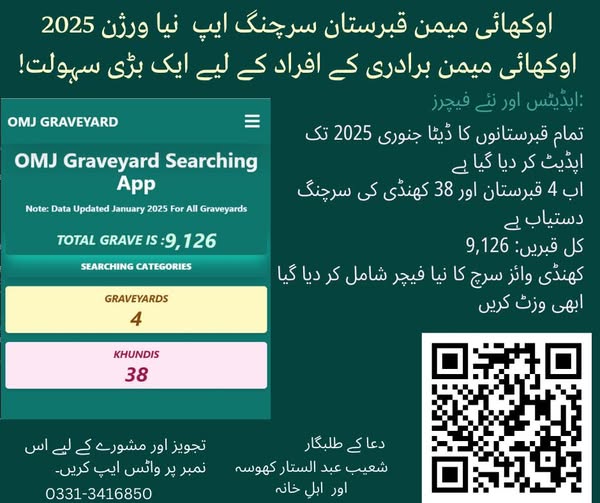 اوکھائی میمن قبرستان سرچنگ ایپ نیا ورژن 2025
اوکھائی میمن برادری کے افراد کے لیے ایک بڑی سہولت!
OMJ GRAVEYARD
OMJ Graveyard Searching
App
Note: Data Updated January 2025 For All Graveyards
TOTAL GRAVE IS :9,126
SEARCHING CATEGORIES
GRAVEYARDS
4
KHUNDIS
38
اپڈیٹس اور نئے فیچرز:
تمام قبرستانوں کا ڈیٹا جنوری 2025 تک
اپڈیٹ کر دیا گیا ہے
اب 4 قبرستان اور 38 کھنڈی کی سرچنگ
دستیاب ہے
کل قبریں: 9,126
کھنڈی وائز سرچ کا نیا فیچر شامل کر دیا گیا
ابھی وزٹ کریں
دعا کے طلبگار
شعیب عبد الستار کھوسہ
اور اہل خانہ
تجویز اور مشورے کے لیے اس
نمبر پر واٹس ایپ کریں۔
0331-3416850